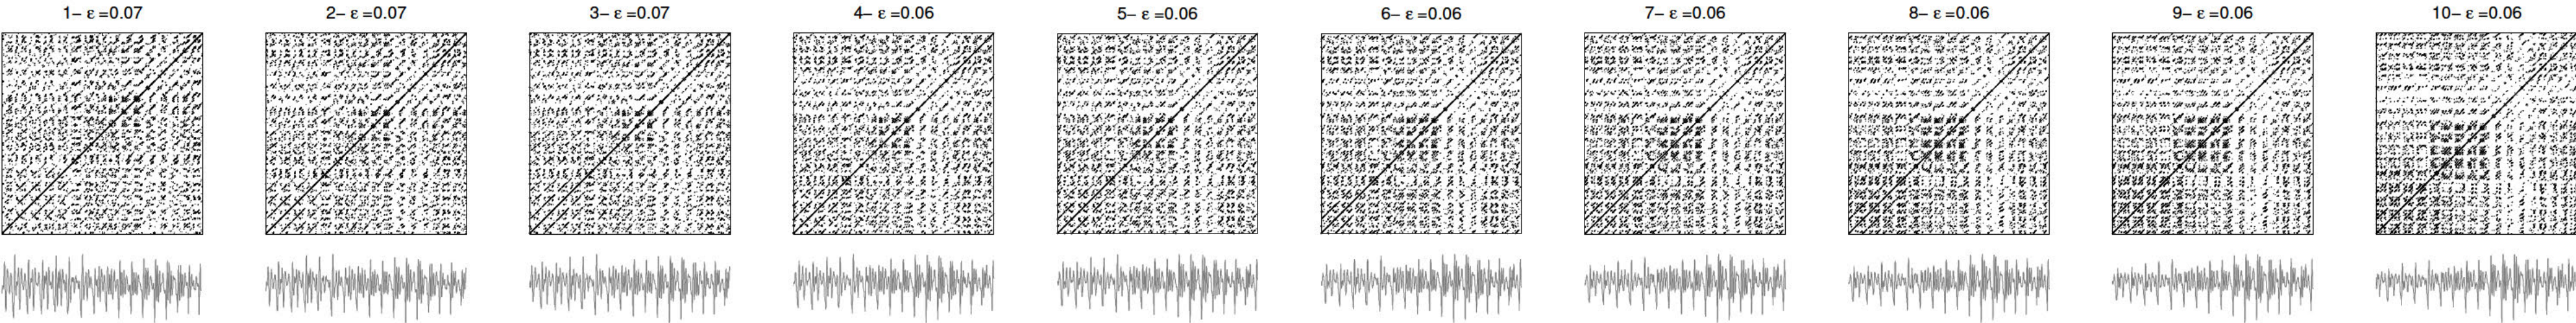 1– ε =0.07
2– ε =0.07
3– ε =0.07
4– ε =0.06
5– ε =0.06
6– ε =0.06
7– ε =0.06
8– ε =0.06
9– ε =0.06
10– ε =0.06